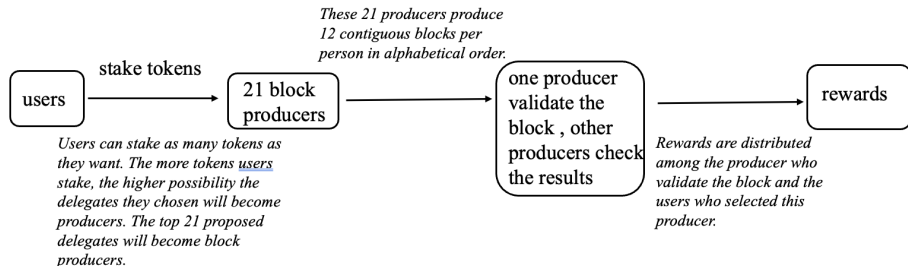 These 21 producers produce
12 contiguous blocks per
person in alphabetical order.
users
stake tokens
21 block
producers
one producer
validate the
block , other
producers check
the results
rewards
Users can stake as many tokens as
they want. The more tokens users
stake, the higher possibility the
delegates they chosen will become
producers. The top 21 proposed
delegates will become block
producers.
Rewards are distributed
among the producer who
validate the block and the
users who selected this
producer.